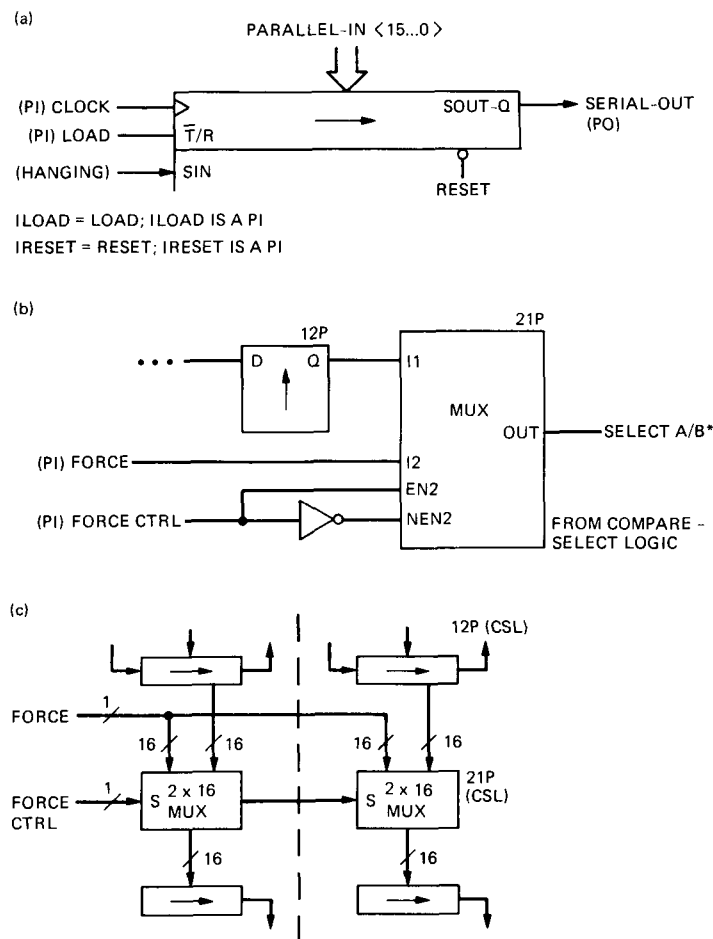 (a)
PARALLEL-IN <15...0>
(PI) CLOCK
SOUT-Q
SERIAL-OUT
(PO)
(PI) LOAD
T̅/R
(HANGING)
SIN
RESET
ILOAD = LOAD; ILOAD IS A PI
IRESET = RESET; IRESET IS A PI
(b)
12P
21P
D Q
I1
MUX
OUT
SELECT A/B*
(PI) FORCE
I2
EN2
(PI) FORCE CTRL
NEN2
FROM COMPARE -
SELECT LOGIC
(c)
12P (CSL)
FORCE
1
16
16
16
16
FORCE
CTRL
1
S 2 x 16
MUX
S 2 x 16
MUX
21P
(CSL)
16
16